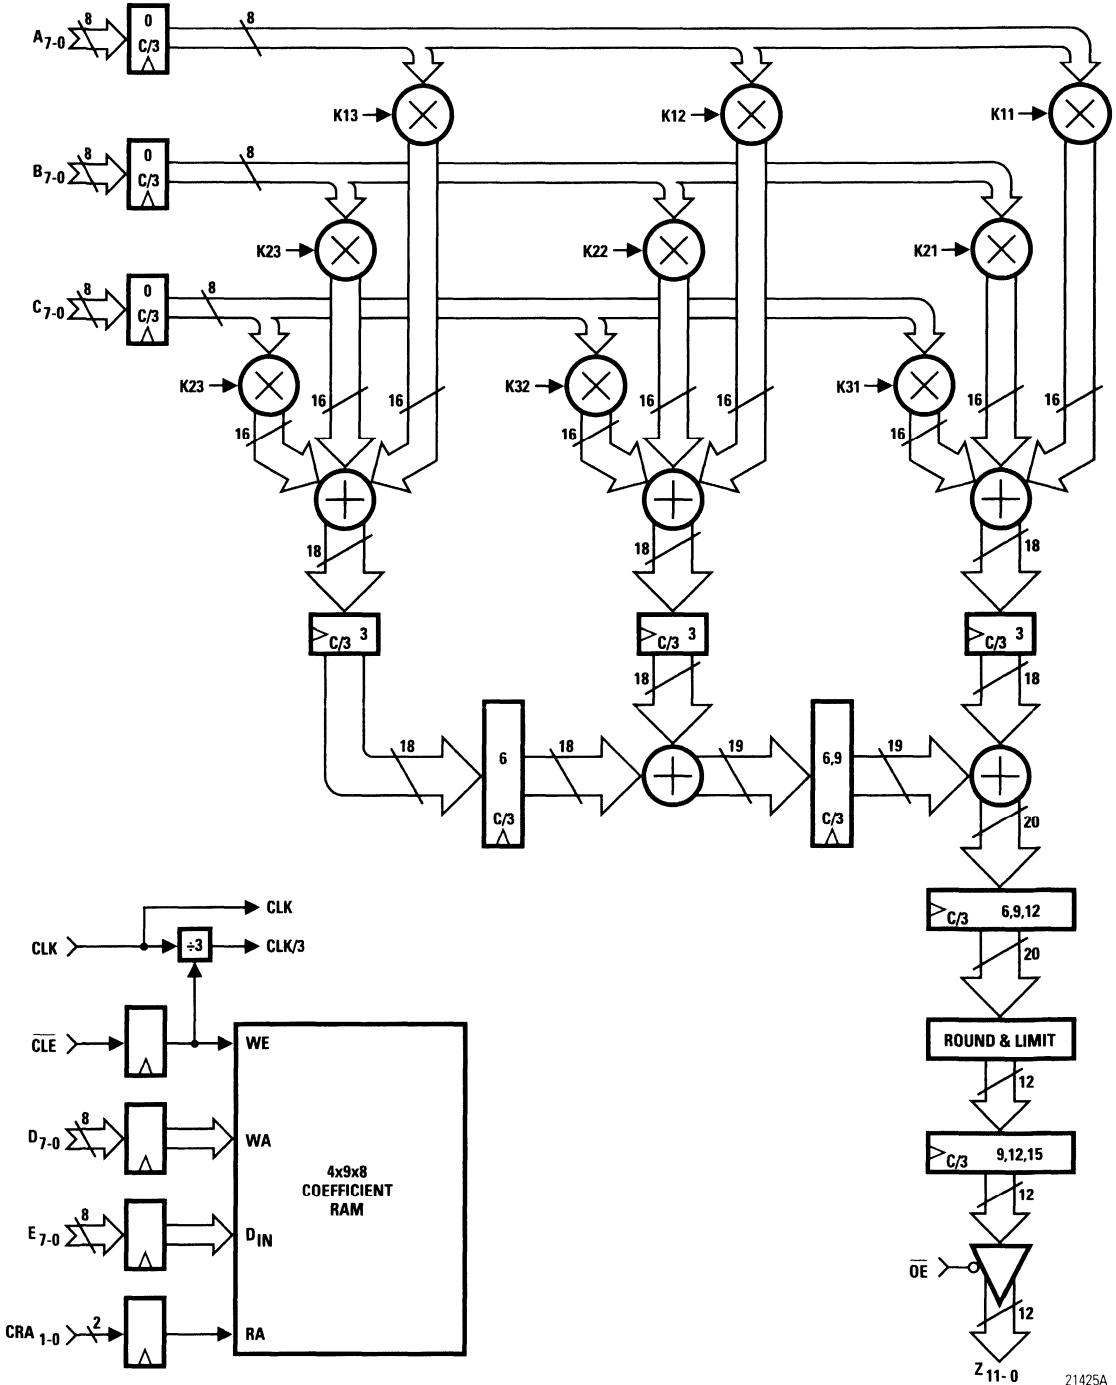 A7-0 8 0 C/3 8
K13 K12 K11
B7-0 8 0 C/3 8
K23 K22 K21
C7-0 8 0 C/3 8
K23 K32 K31
16 16 16 16 16 16 16 16 16
18 18 18
C/3 3 C/3 3 C/3 3
18 18
18 6 C/3 18 19 6,9 C/3 19
20
C/3 6,9,12
20
ROUND & LIMIT
12
C/3 9,12,15
12
OE
12
Z11-0
CLK
CLK ÷3 CLK/3
CLE WE
D7-0 8 WA
4x9x8
COEFFICIENT
RAM
E7-0 8 DIN
CRA1-0 2 RA
21425A